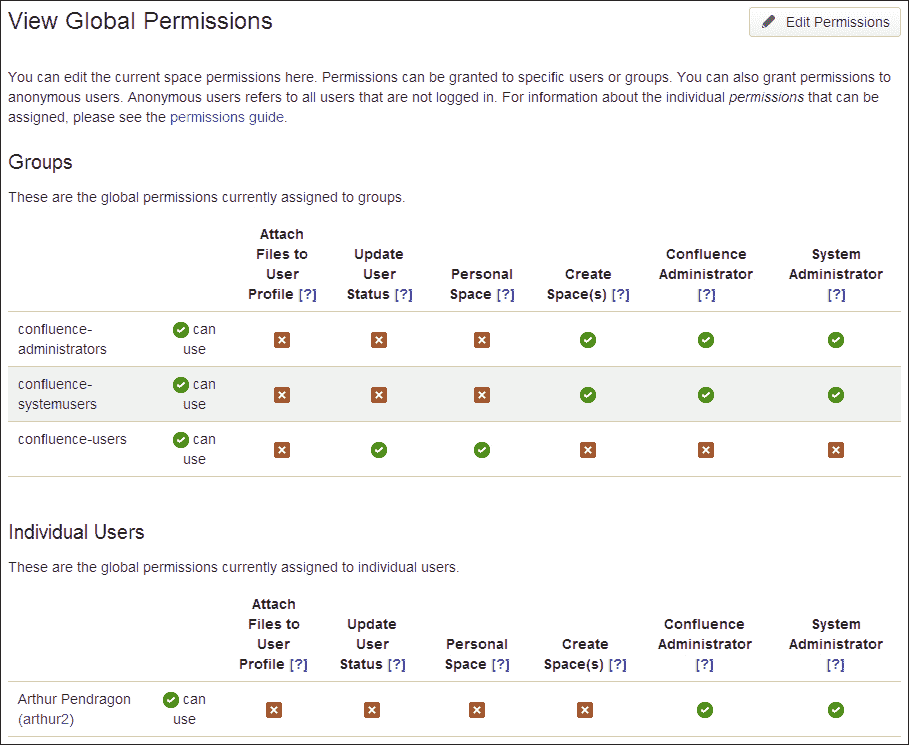 View Global Permissions
Edit Permissions
You can edit the current space permissions here. Permissions can be granted to specific users or groups. You can also grant permissions to
anonymous users. Anonymous users refers to all users that are not logged in. For information about the individual permissions that can be
assigned, please see the permissions guide.
Groups
These are the global permissions currently assigned to groups.
Attach
Files to
User
Profile [?]
Update
User
Status [?]
Personal
Space [?]
Create
Space(s) [?]
Confluence
Administrator
[?]
System
Administrator
[?]
confluence-
administrators
can
use
confluence-
systemusers
can
use
confluence-users
can
use
Individual Users
These are the global permissions currently assigned to individual users.
Attach
Files to
User
Profile [?]
Update
User
Status [?]
Personal
Space [?]
Create
Space(s) [?]
Confluence
Administrator
[?]
System
Administrator
[?]
Arthur Pendragon
(arthur2)
can
use